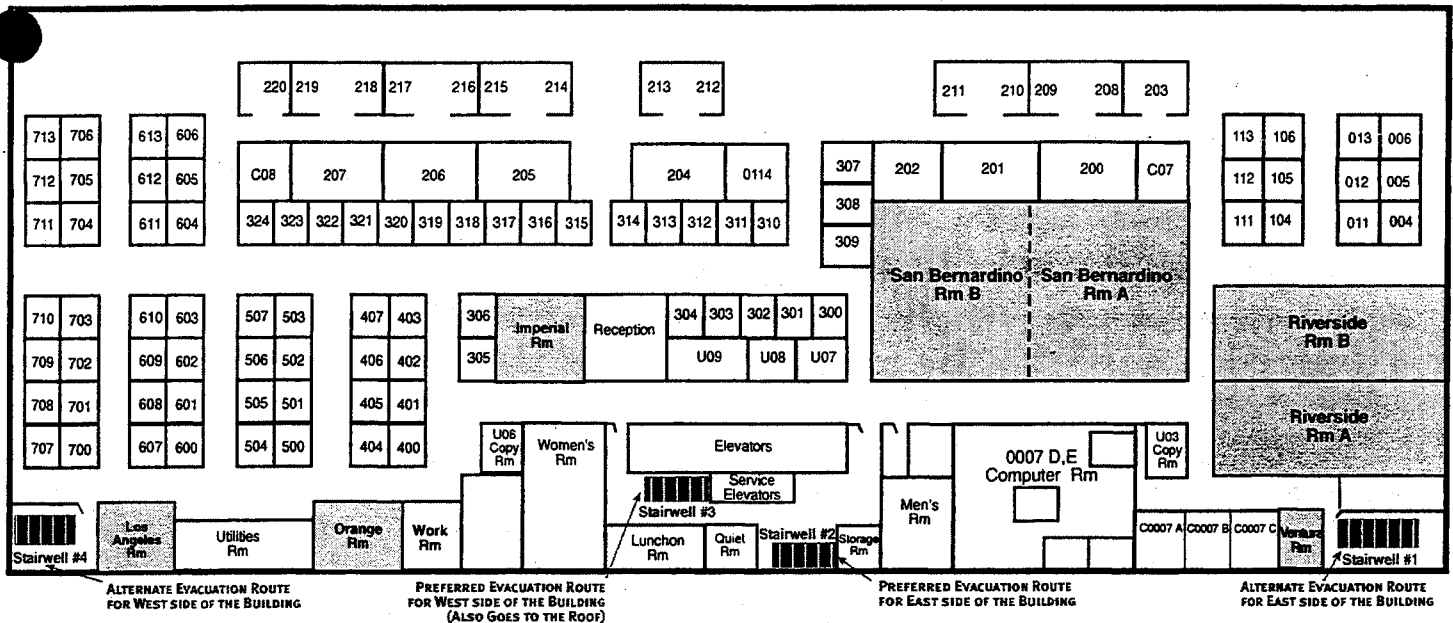 220 219 218 217 216 215 214 213 212 211 210 209 208 203
713 706 613 606 113 106 013 006
C08 207 206 205 204 0114 307 202 201 200 C07
712 705 612 605 112 105 012 005
308
711 704 611 604 324 323 322 321 320 319 318 317 316 315 314 313 312 311 310 111 104 011 004
309
San Bernardino
Rm B
San Bernardino
Rm A
710 703 610 603 507 503 407 403 306 304 303 302 301 300
Imperial
Rm
Reception
Riverside
Rm B
709 702 609 602 506 502 406 402 305 U09 U08 U07
708 701 608 601 505 501 405 401
Riverside
Rm A
707 700 607 600 504 500 404 400
U06
Copy
Rm
Women's
Rm
Elevators
0007 D,E
Computer Rm
U03
Copy
Rm
Service
Elevators
Stairwell #3
Men's
Rm
Stairwell #4
Los
Angeles
Rm
Utilities
Rm
Orange
Rm
Work
Rm
Lunchon
Rm
Quiet
Rm
Stairwell #2
Storage
Rm
C0007 A C0007 B C0007 C
Ventura
Rm
Stairwell #1
ALTERNATE EVACUATION ROUTE
FOR WEST SIDE OF THE BUILDING
PREFERRED EVACUATION ROUTE
FOR WEST SIDE OF THE BUILDING
(ALSO GOES TO THE ROOF)
PREFERRED EVACUATION ROUTE
FOR EAST SIDE OF THE BUILDING
ALTERNATE EVACUATION ROUTE
FOR EAST SIDE OF THE BUILDING